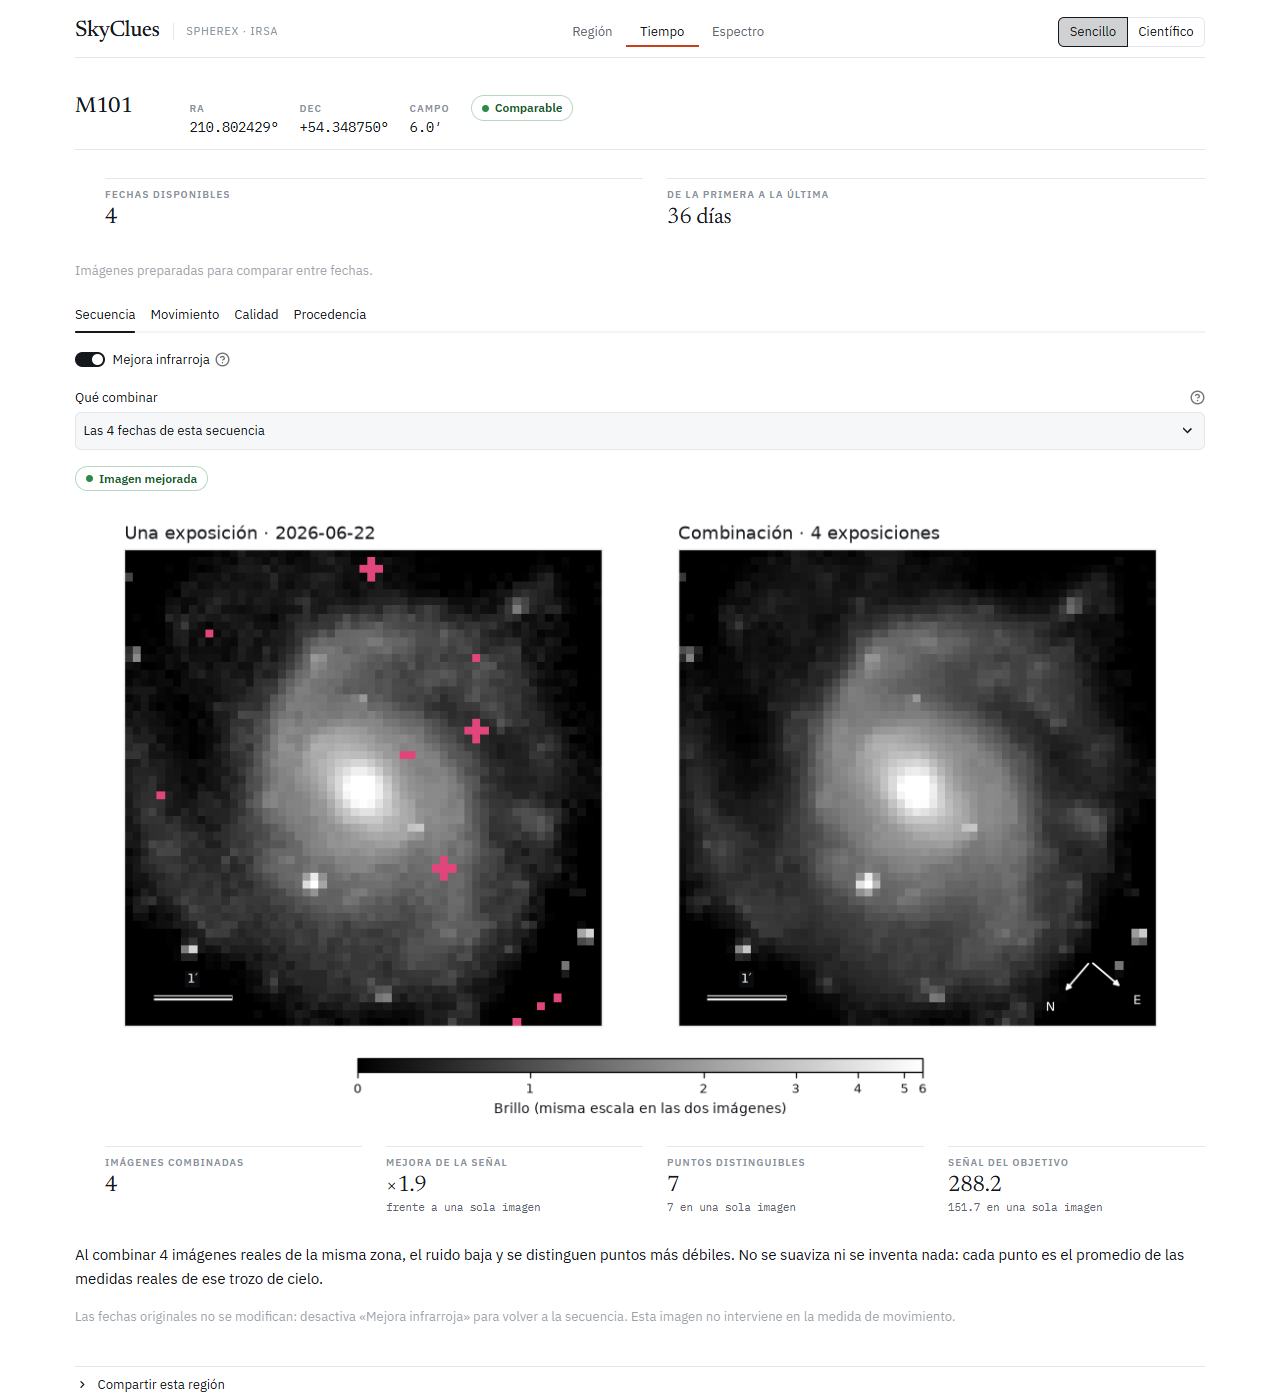 SkyClues SPHEREX · IRSA Región Tiempo Espectro Sencillo Científico
M101
RA DEC CAMPO Comparable
210.802429° +54.348750° 6.0′
FECHAS DISPONIBLES DE LA PRIMERA A LA ÚLTIMA
4 36 días
Imágenes preparadas para comparar entre fechas.
Secuencia Movimiento Calidad Procedencia
Mejora infrarroja ?
Qué combinar ?
Las 4 fechas de esta secuencia
Imagen mejorada
Una exposición · 2026-06-22 Combinación · 4 exposiciones
1′ 1′
N E
0 1 2 3 4 5 6
Brillo (misma escala en las dos imágenes)
IMÁGENES COMBINADAS MEJORA DE LA SEÑAL PUNTOS DISTINGUIBLES SEÑAL DEL OBJETIVO
4 ×1.9 7 288.2
frente a una sola imagen 7 en una sola imagen 151.7 en una sola imagen
Al combinar 4 imágenes reales de la misma zona, el ruido baja y se distinguen puntos más débiles. No se suaviza ni se inventa nada: cada punto es el promedio de las
medidas reales de ese trozo de cielo.
Las fechas originales no se modifican: desactiva «Mejora infrarroja» para volver a la secuencia. Esta imagen no interviene en la medida de movimiento.
Compartir esta región